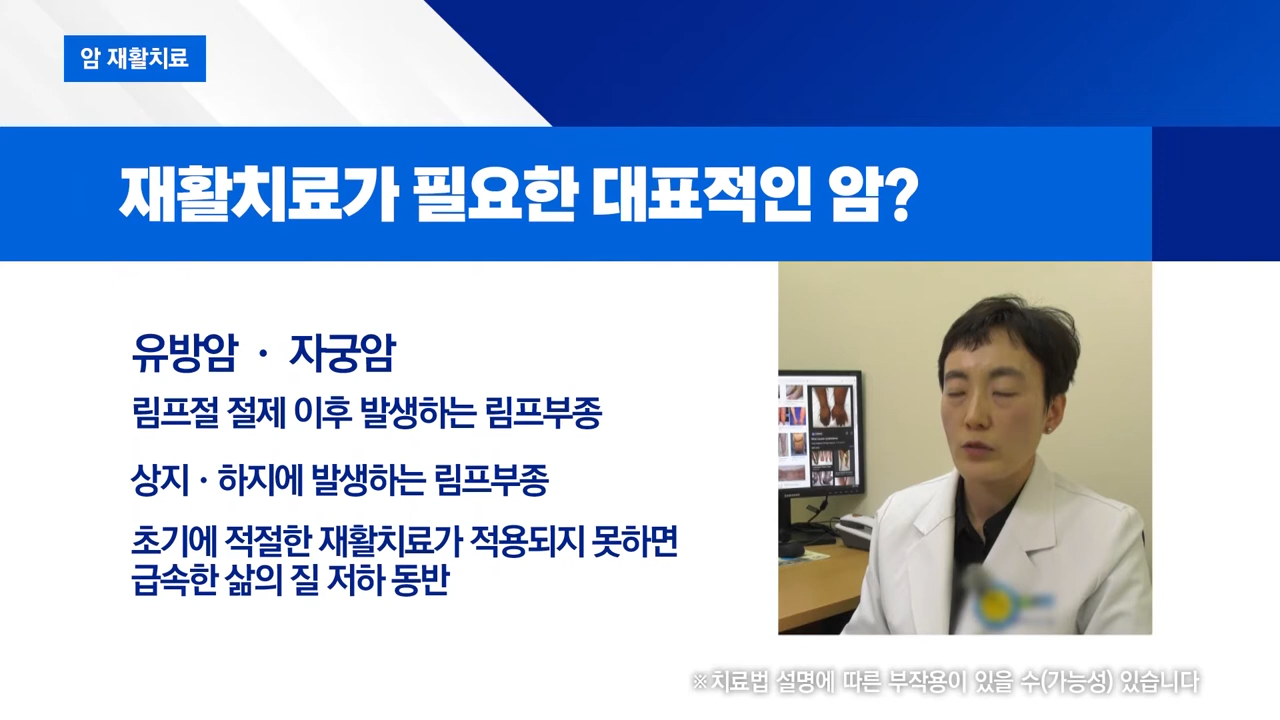 암 재활치료
재활치료가 필요한 대표적인 암?
유방암 · 자궁암
림프절 절제 이후 발생하는 림프부종
상지 · 하지에 발생하는 림프부종
초기에 적절한 재활치료가 적용되지 못하면
급속한 삶의 질 저하 동반
※치료법 설명에 따른 부작용이 있을 수(가능성) 있습니다